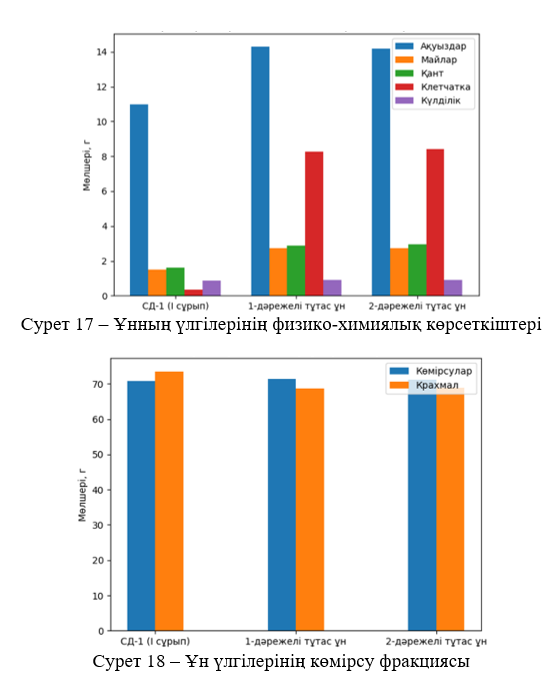 14
12
10
8
6
4
2
0
Мөлшері, г
Ақуыздар
Майлар
Қант
Клетчатка
Күлділік
СД-1 (I сұрып)
1-дәрежелі тұтас ұн
2-дәрежелі тұтас ұн
Сурет 17 – Ұнның үлгілерінің физико-химиялық көрсеткіштері
70
60
50
40
30
20
10
0
Мөлшері, г
Көмірсулар
Крахмал
СД-1 (I сұрып)
1-дәрежелі тұтас ұн
2-дәрежелі тұтас ұн
Сурет 18 – Ұн үлгілерінің көмірсу фракциясы